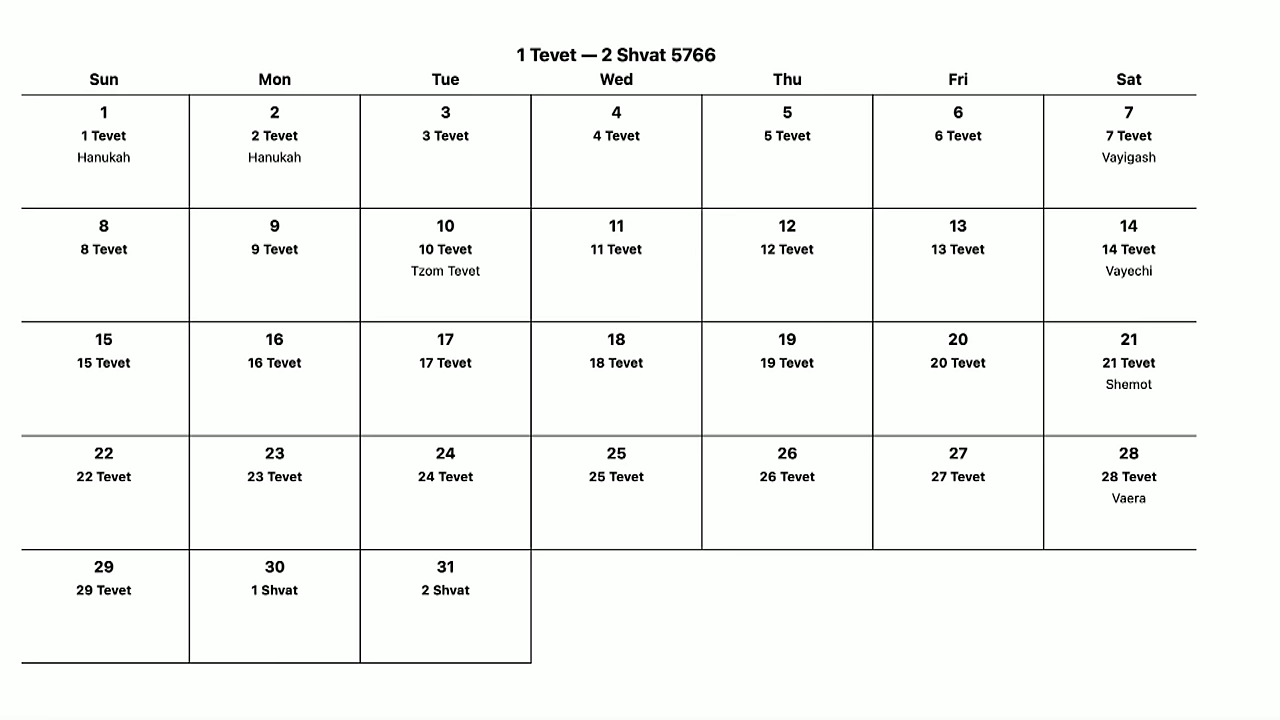 1 Tevet — 2 Shvat 5766
Sun Mon Tue Wed Thu Fri Sat
1 2 3 4 5 6 7
1 Tevet 2 Tevet 3 Tevet 4 Tevet 5 Tevet 6 Tevet 7 Tevet
Hanukah Hanukah Vayigash
8 9 10 11 12 13 14
8 Tevet 9 Tevet 10 Tevet 11 Tevet 12 Tevet 13 Tevet 14 Tevet
Tzom Tevet Vayechi
15 16 17 18 19 20 21
15 Tevet 16 Tevet 17 Tevet 18 Tevet 19 Tevet 20 Tevet 21 Tevet
Shemot
22 23 24 25 26 27 28
22 Tevet 23 Tevet 24 Tevet 25 Tevet 26 Tevet 27 Tevet 28 Tevet
Vaera
29 30 31
29 Tevet 1 Shvat 2 Shvat